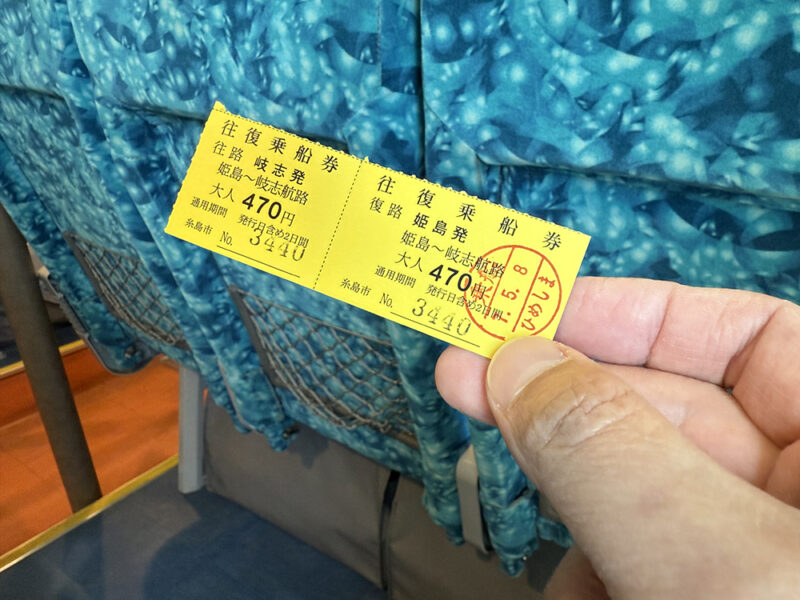 往復乗船券
往路 岐志発
姫島～岐志航路
大人 470円
通用期間 発行日含め2日間
糸島市 No. 3440
往復乗船券
復路 姫島発
姫島～岐志航路
大人 470円
通用期間 発行日含め2日間
糸島市 No. 3440
7.5.8
ひめしま